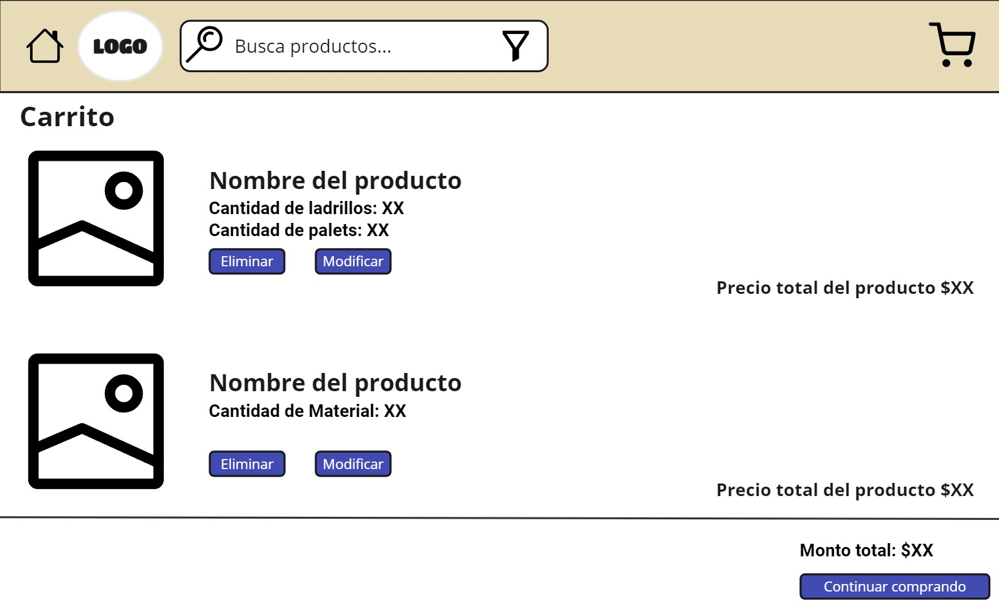 LOGO
Busca productos...
Carrito
Nombre del producto
Cantidad de ladrillos: XX
Cantidad de palets: XX
Eliminar
Modificar
Precio total del producto $XX
Nombre del producto
Cantidad de Material: XX
Eliminar
Modificar
Precio total del producto $XX
Monto total: $XX
Continuar comprando